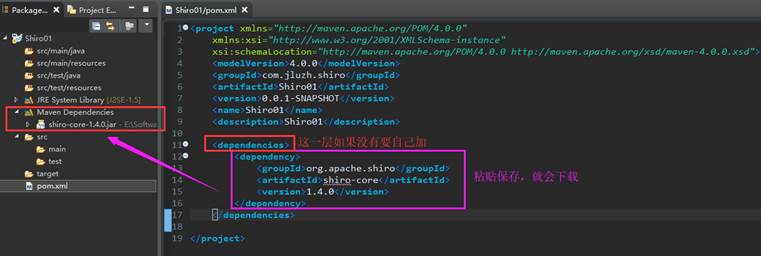 Package...
Project E...
Shiro01
src/main/java
src/main/resources
src/test/java
src/test/resources
JRE System Library [J2SE-1.5]
Maven Dependencies
shiro-core-1.4.0.jar - E:\Softwa
src
main
test
target
pom.xml
Shiro01/pom.xml
1 <project xmlns="http://maven.apache.org/POM/4.0.0"
2 xmlns:xsi="http://www.w3.org/2001/XMLSchema-instance"
3 xsi:schemaLocation="http://maven.apache.org/POM/4.0.0 http://maven.apache.org/xsd/maven-4.0.0.xsd">
4 <modelVersion>4.0.0</modelVersion>
5 <groupId>com.jluzh.shiro</groupId>
6 <artifactId>Shiro01</artifactId>
7 <version>0.0.1-SNAPSHOT</version>
8 <name>Shiro01</name>
9 <description>Shiro01</description>
10
11 <dependencies> 这一层如果没有要自己加
12 <dependency>
13 <groupId>org.apache.shiro</groupId>
14 <artifactId>shiro-core</artifactId>
15 <version>1.4.0</version>
16 </dependency>
17 </dependencies>
18
19 </project>
粘贴保存，就会下载